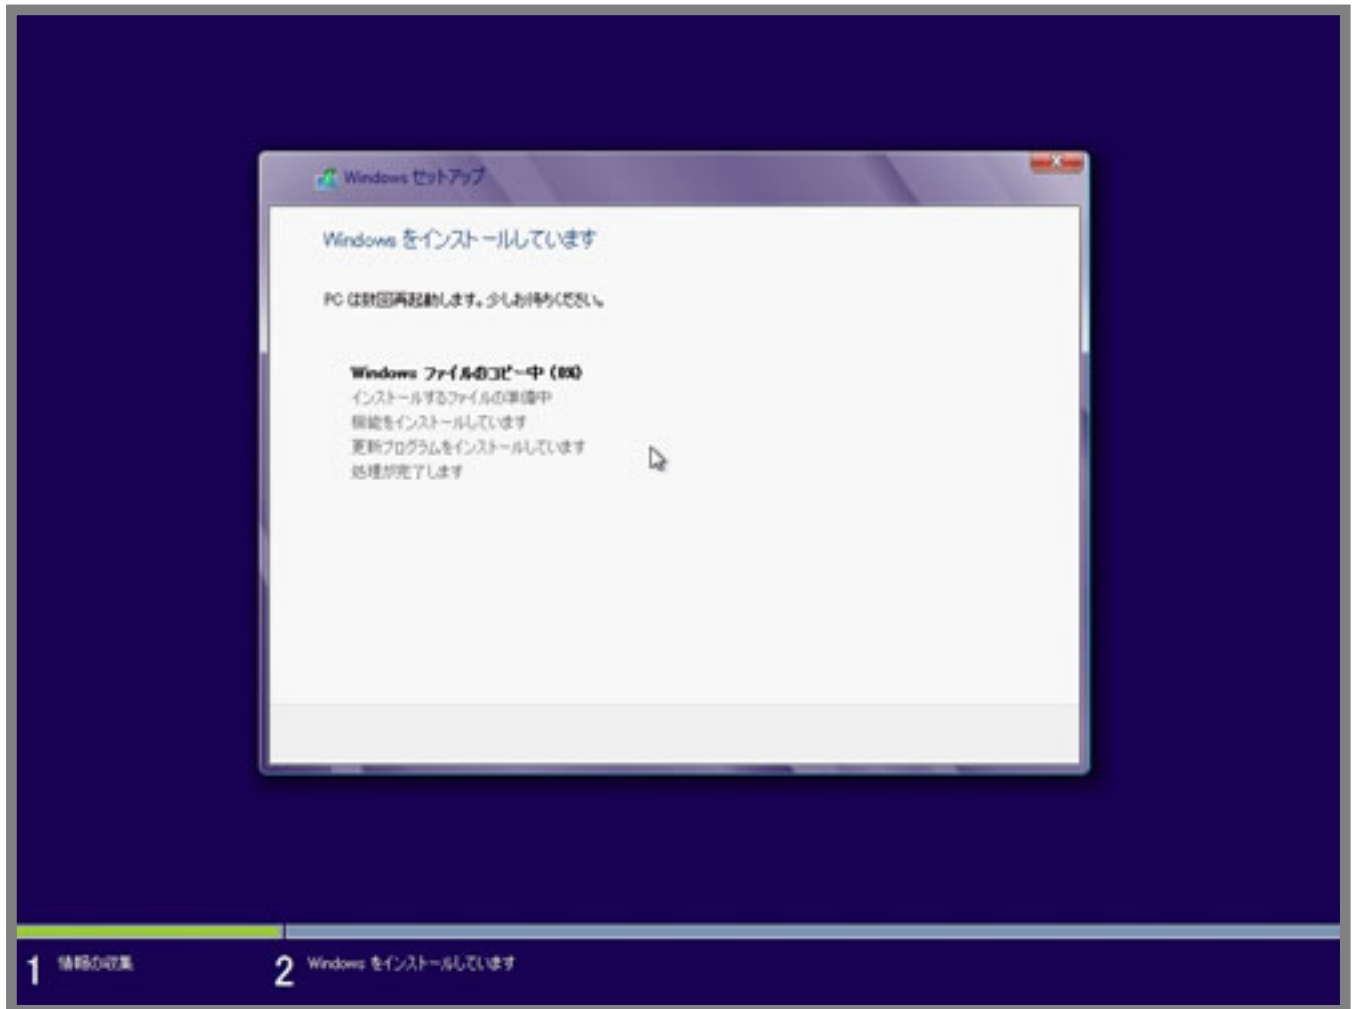 Windows セットアップ
Windows をインストールしています
PC は数回再起動します。少しお待ちください。
Windows ファイルのコピー中 (0%)
インストールするファイルの準備中
機能をインストールしています
更新プログラムをインストールしています
処理が完了します
1 情報の収集
2 Windows をインストールしています